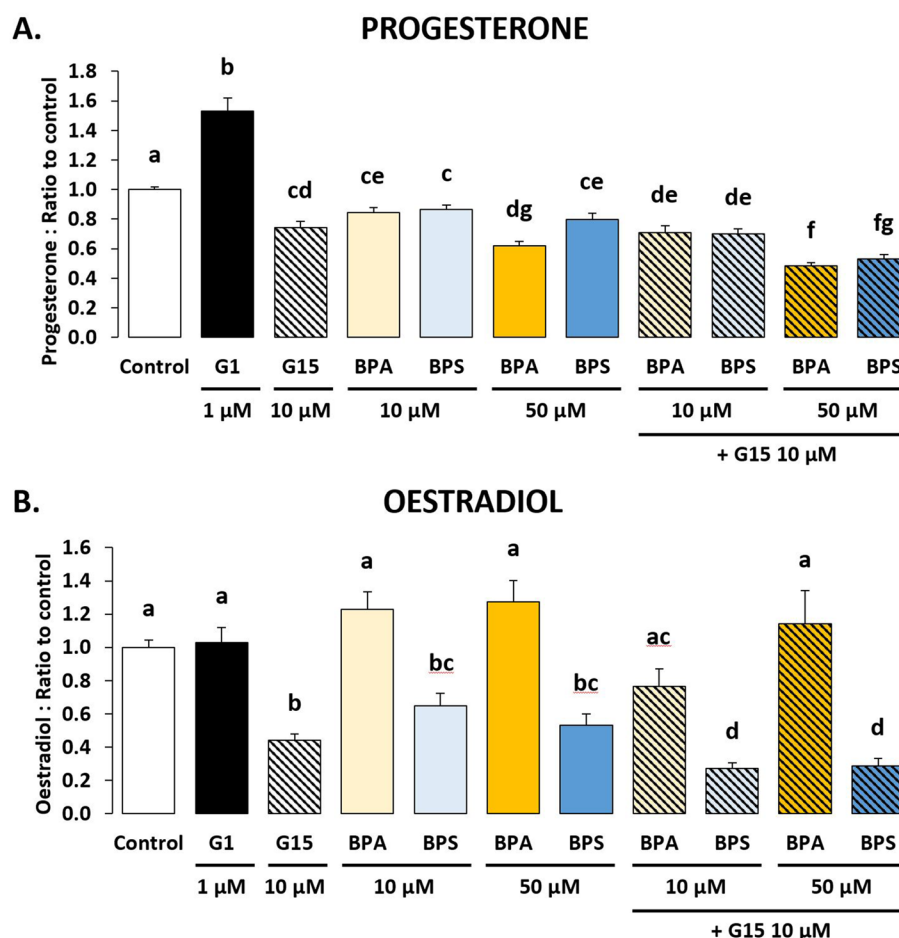 A.
PROGESTERONE
Progesterone : Ratio to control
1.8
1.6
1.4
1.2
1.0
0.8
0.6
0.4
0.2
0.0
a
b
cd
ce
c
dg
ce
de
de
f
fg
Control G1 G15 BPA BPS BPA BPS BPA BPS BPA BPS
1 µM 10 µM 10 µM 50 µM 10 µM 50 µM
+ G15 10 µM
B.
OESTRADIOL
Oestradiol : Ratio to control
1.6
1.4
1.2
1.0
0.8
0.6
0.4
0.2
0.0
a
a
b
a
bc
a
bc
ac
d
a
d
Control G1 G15 BPA BPS BPA BPS BPA BPS BPA BPS
1 µM 10 µM 10 µM 50 µM 10 µM 50 µM
+ G15 10 µM